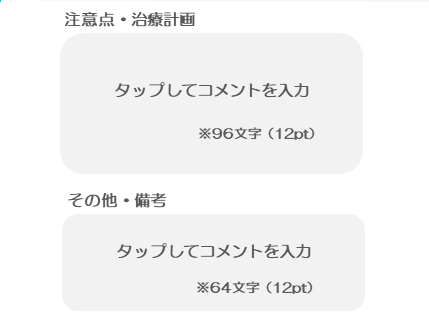 注意点・治療計画
タップしてコメントを入力
※96文字（12pt）
その他・備考
タップしてコメントを入力
※64文字（12pt）